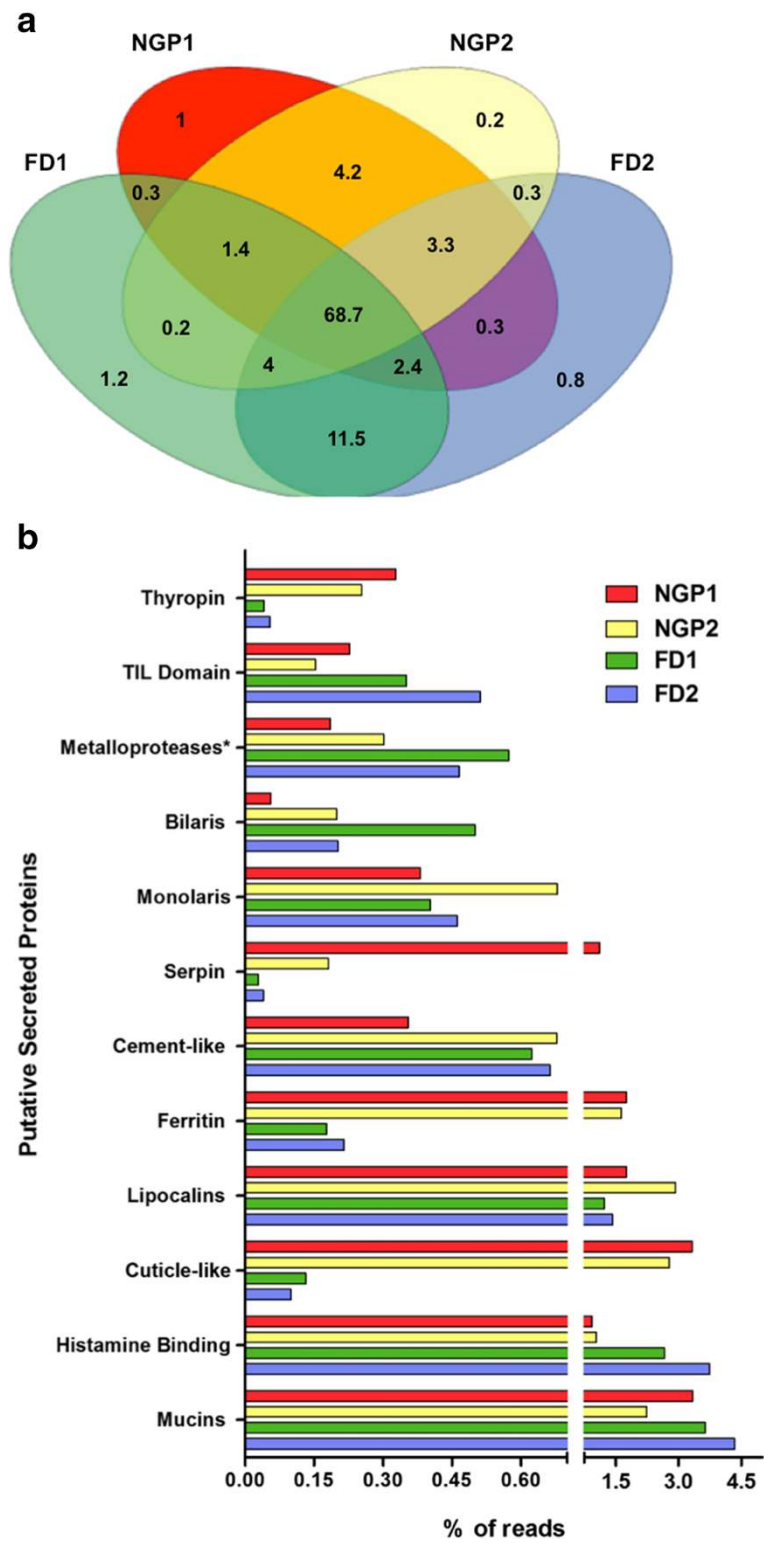 a
NGP1 NGP2
FD1 FD2
1 0.2
4.2
0.3 0.3
1.4 3.3
68.7
0.2 0.3
4 2.4
1.2 0.8
11.5
b
Thyropin
TIL Domain
Metalloproteases*
Bilaris
Monolaris
Serpin
Cement-like
Ferritin
Lipocalins
Cuticle-like
Histamine Binding
Mucins
NGP1
NGP2
FD1
FD2
Putative Secreted Proteins
0.00 0.15 0.30 0.45 0.60 1.5 3.0 4.5
% of reads